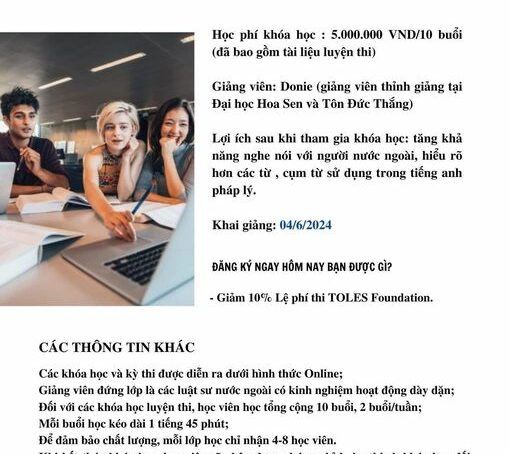 Học phí khóa học : 5.000.000 VND/10 buổi
(đã bao gồm tài liệu luyện thi)
Giảng viên: Donie (giảng viên thỉnh giảng tại
Đại học Hoa Sen và Tôn Đức Thắng)
Lợi ích sau khi tham gia khóa học: tăng khả
năng nghe nói với người nước ngoài, hiểu rõ
hơn các từ , cụm từ sử dụng trong tiếng anh
pháp lý.
Khai giảng: 04/6/2024
ĐĂNG KÝ NGAY HÔM NAY BẠN ĐƯỢC GÌ?
- Giảm 10% Lệ phí thi TOLES Foundation.
CÁC THÔNG TIN KHÁC
Các khóa học và kỳ thi được diễn ra dưới hình thức Online;
Giảng viên đứng lớp là các luật sư nước ngoài có kinh nghiệm hoạt động dày dặn;
Đối với các khóa học luyện thi, học viên học tổng cộng 10 buổi, 2 buổi/tuần;
Mỗi buổi học kéo dài 1 tiếng 45 phút;
Để đảm bảo chất lượng, mỗi lớp học chỉ nhận 4-8 học viên.